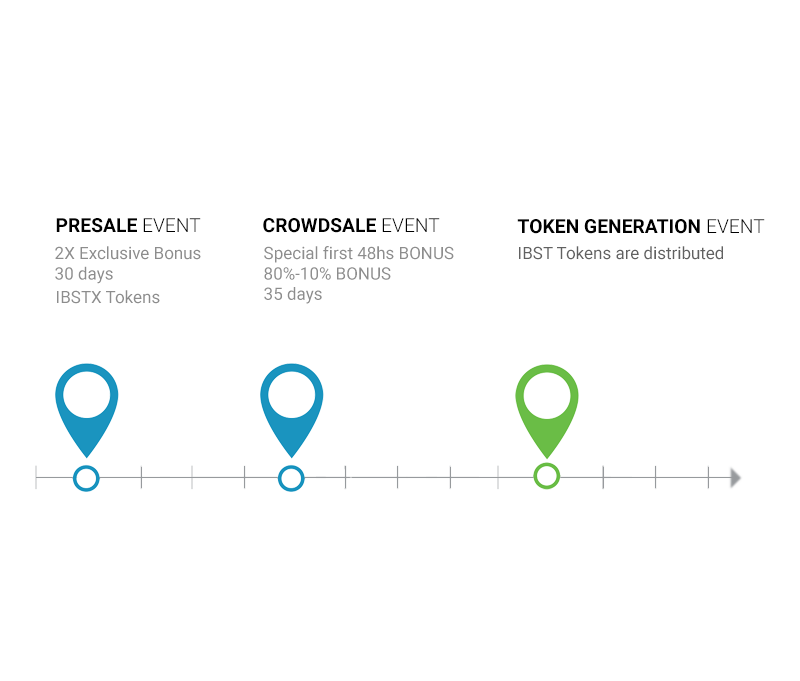 PRESALE EVENT
2X Exclusive Bonus
30 days
IBSTX Tokens
CROWDSALE EVENT
Special first 48hs BONUS
80%-10% BONUS
35 days
TOKEN GENERATION EVENT
IBST Tokens are distributed